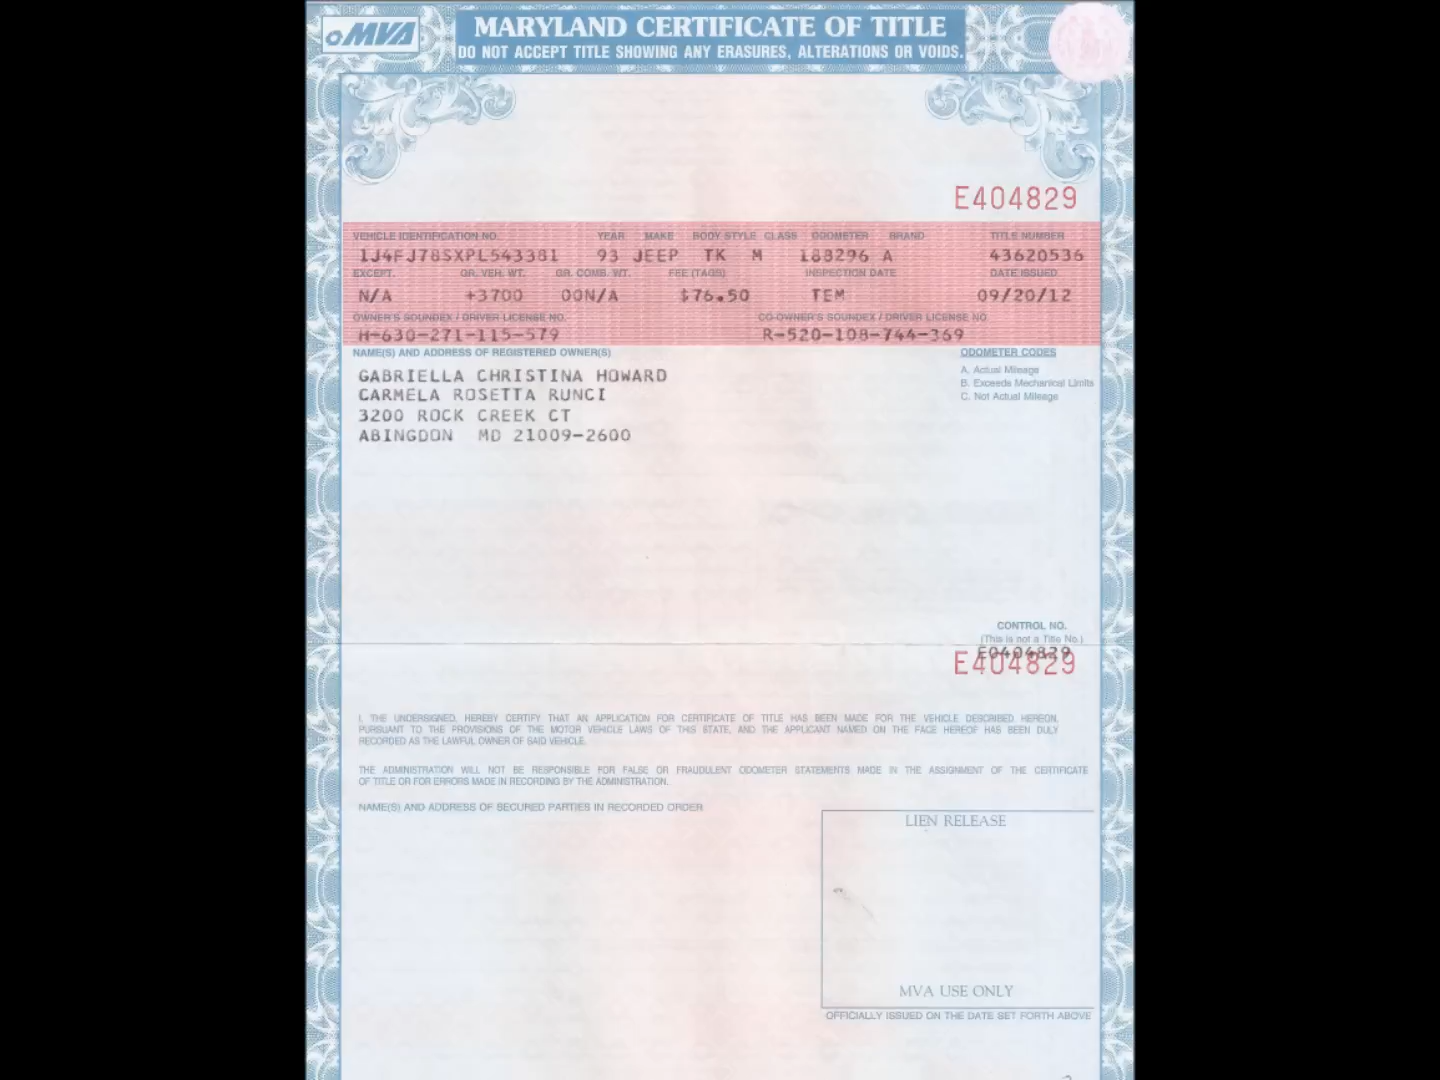 MVA
MARYLAND CERTIFICATE OF TITLE
DO NOT ACCEPT TITLE SHOWING ANY ERASURES, ALTERATIONS OR VOIDS.
E404829
VEHICLE IDENTIFICATION NO. YEAR MAKE BODY STYLE CLASS ODOMETER BRAND TITLE NUMBER
1J4FJ78SXPL543381 93 JEEP TK M 188296 A 43620536
EXCEPT. GR. VEH. WT. GR. COMB. WT. FEE (TAGS) INSPECTION DATE DATE ISSUED
N/A +3700 00N/A $76.50 TEM 09/20/12
OWNER'S SOUNDEX / DRIVER LICENSE NO. CO-OWNER'S SOUNDEX / DRIVER LICENSE NO.
H-630-271-115-579 R-520-108-744-369
NAME(S) AND ADDRESS OF REGISTERED OWNER(S) ODOMETER CODES
GABRIELLA CHRISTINA HOWARD A. Actual Mileage
CARMELA ROSETTA RUNCI B. Exceeds Mechanical Limits
3200 ROCK CREEK CT C. Not Actual Mileage
ABINGDON MD 21009-2600
CONTROL NO.
(This is not a Title No.)
E0404829
E404829
I, THE UNDERSIGNED, HEREBY CERTIFY THAT AN APPLICATION FOR CERTIFICATE OF TITLE HAS BEEN MADE FOR THE VEHICLE DESCRIBED HEREON,
PURSUANT TO THE PROVISIONS OF THE MOTOR VEHICLE LAWS OF THIS STATE, AND THE APPLICANT NAMED ON THE FACE HEREOF HAS BEEN DULY
RECORDED AS THE LAWFUL OWNER OF SAID VEHICLE.
THE ADMINISTRATION WILL NOT BE RESPONSIBLE FOR FALSE OR FRAUDULENT ODOMETER STATEMENTS MADE IN THE ASSIGNMENT OF THE CERTIFICATE
OF TITLE OR FOR ERRORS MADE IN RECORDING BY THE ADMINISTRATION.
NAME(S) AND ADDRESS OF SECURED PARTIES IN RECORDED ORDER
LIEN RELEASE
MVA USE ONLY
OFFICIALLY ISSUED ON THE DATE SET FORTH ABOVE